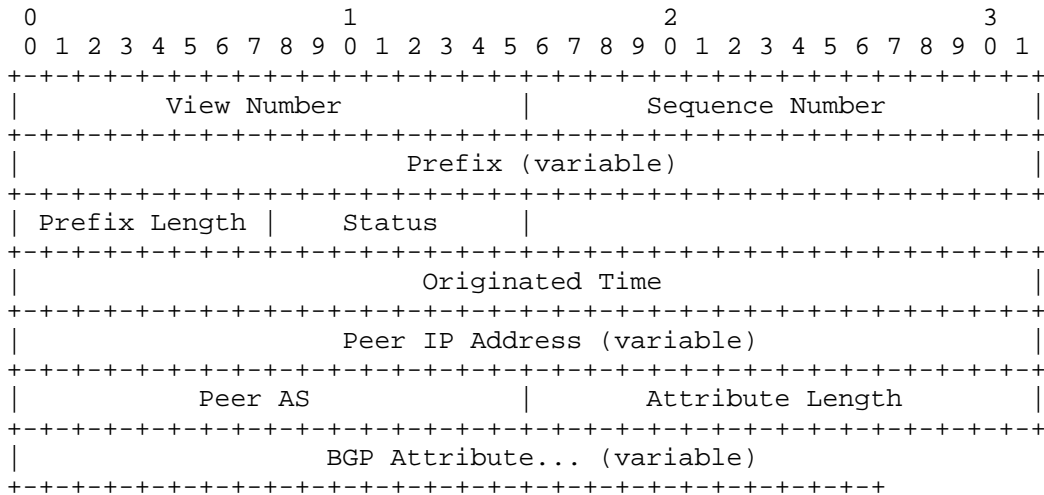 0                   1                   2                   3
 0 1 2 3 4 5 6 7 8 9 0 1 2 3 4 5 6 7 8 9 0 1 2 3 4 5 6 7 8 9 0 1
+-+-+-+-+-+-+-+-+-+-+-+-+-+-+-+-+-+-+-+-+-+-+-+-+-+-+-+-+-+-+-+-+
|         View Number           |       Sequence Number         |
+-+-+-+-+-+-+-+-+-+-+-+-+-+-+-+-+-+-+-+-+-+-+-+-+-+-+-+-+-+-+-+-+
|                        Prefix (variable)                      |
+-+-+-+-+-+-+-+-+-+-+-+-+-+-+-+-+-+-+-+-+-+-+-+-+-+-+-+-+-+-+-+-+
| Prefix Length |    Status     |
+-+-+-+-+-+-+-+-+-+-+-+-+-+-+-+-+-+-+-+-+-+-+-+-+-+-+-+-+-+-+-+-+
|                         Originated Time                       |
+-+-+-+-+-+-+-+-+-+-+-+-+-+-+-+-+-+-+-+-+-+-+-+-+-+-+-+-+-+-+-+-+
|                    Peer IP Address (variable)                 |
+-+-+-+-+-+-+-+-+-+-+-+-+-+-+-+-+-+-+-+-+-+-+-+-+-+-+-+-+-+-+-+-+
|           Peer AS             |       Attribute Length        |
+-+-+-+-+-+-+-+-+-+-+-+-+-+-+-+-+-+-+-+-+-+-+-+-+-+-+-+-+-+-+-+-+
|                   BGP Attribute... (variable)
+-+-+-+-+-+-+-+-+-+-+-+-+-+-+-+-+-+-+-+-+-+-+-+-+-+-+-+